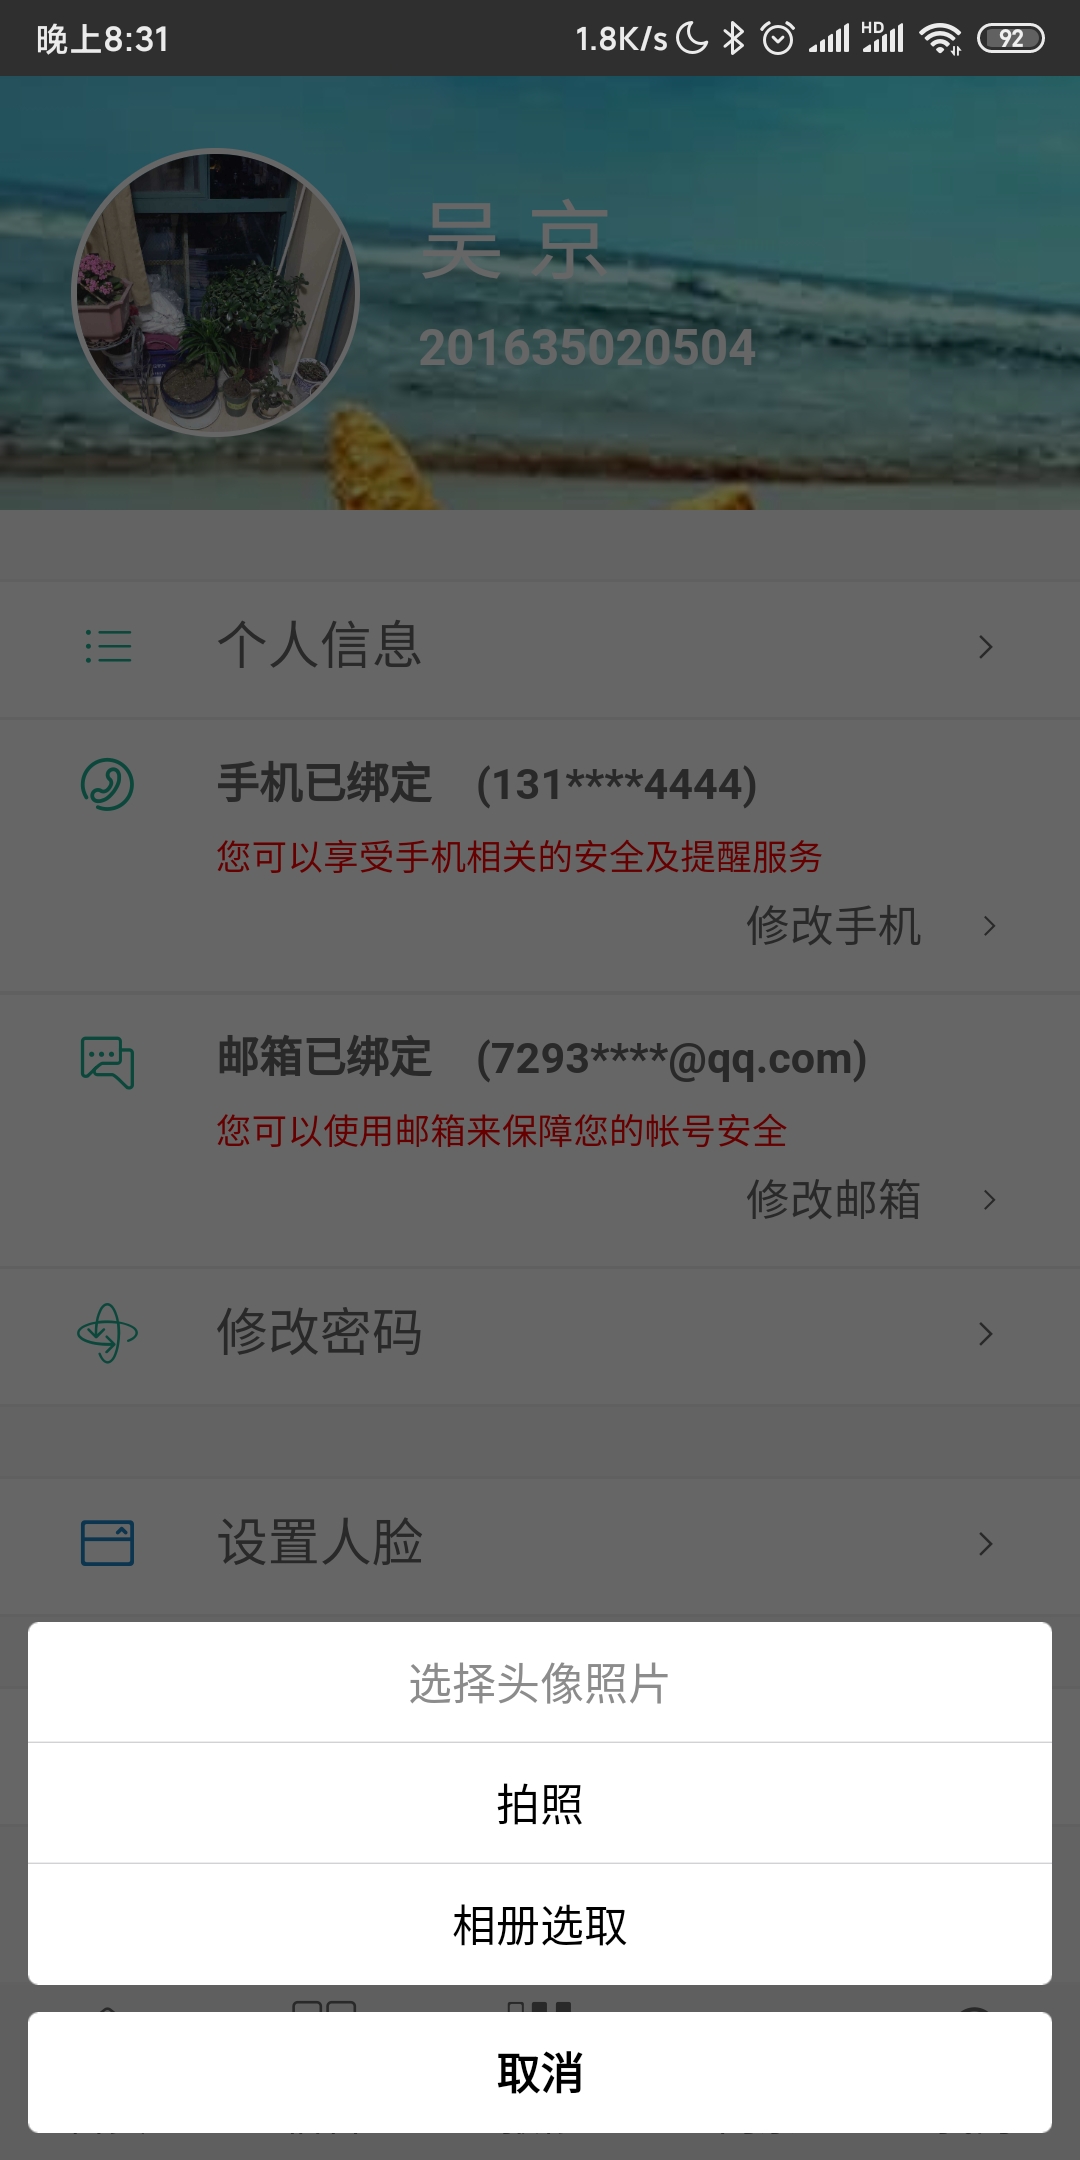 晚上8:31 1.8K/s HD 92
吴 京
201635020504
个人信息
手机已绑定 (131****4444)
您可以享受手机相关的安全及提醒服务
修改手机
邮箱已绑定 (7293****@qq.com)
您可以使用邮箱来保障您的帐号安全
修改邮箱
修改密码
设置人脸
选择头像照片
拍照
相册选取
取消